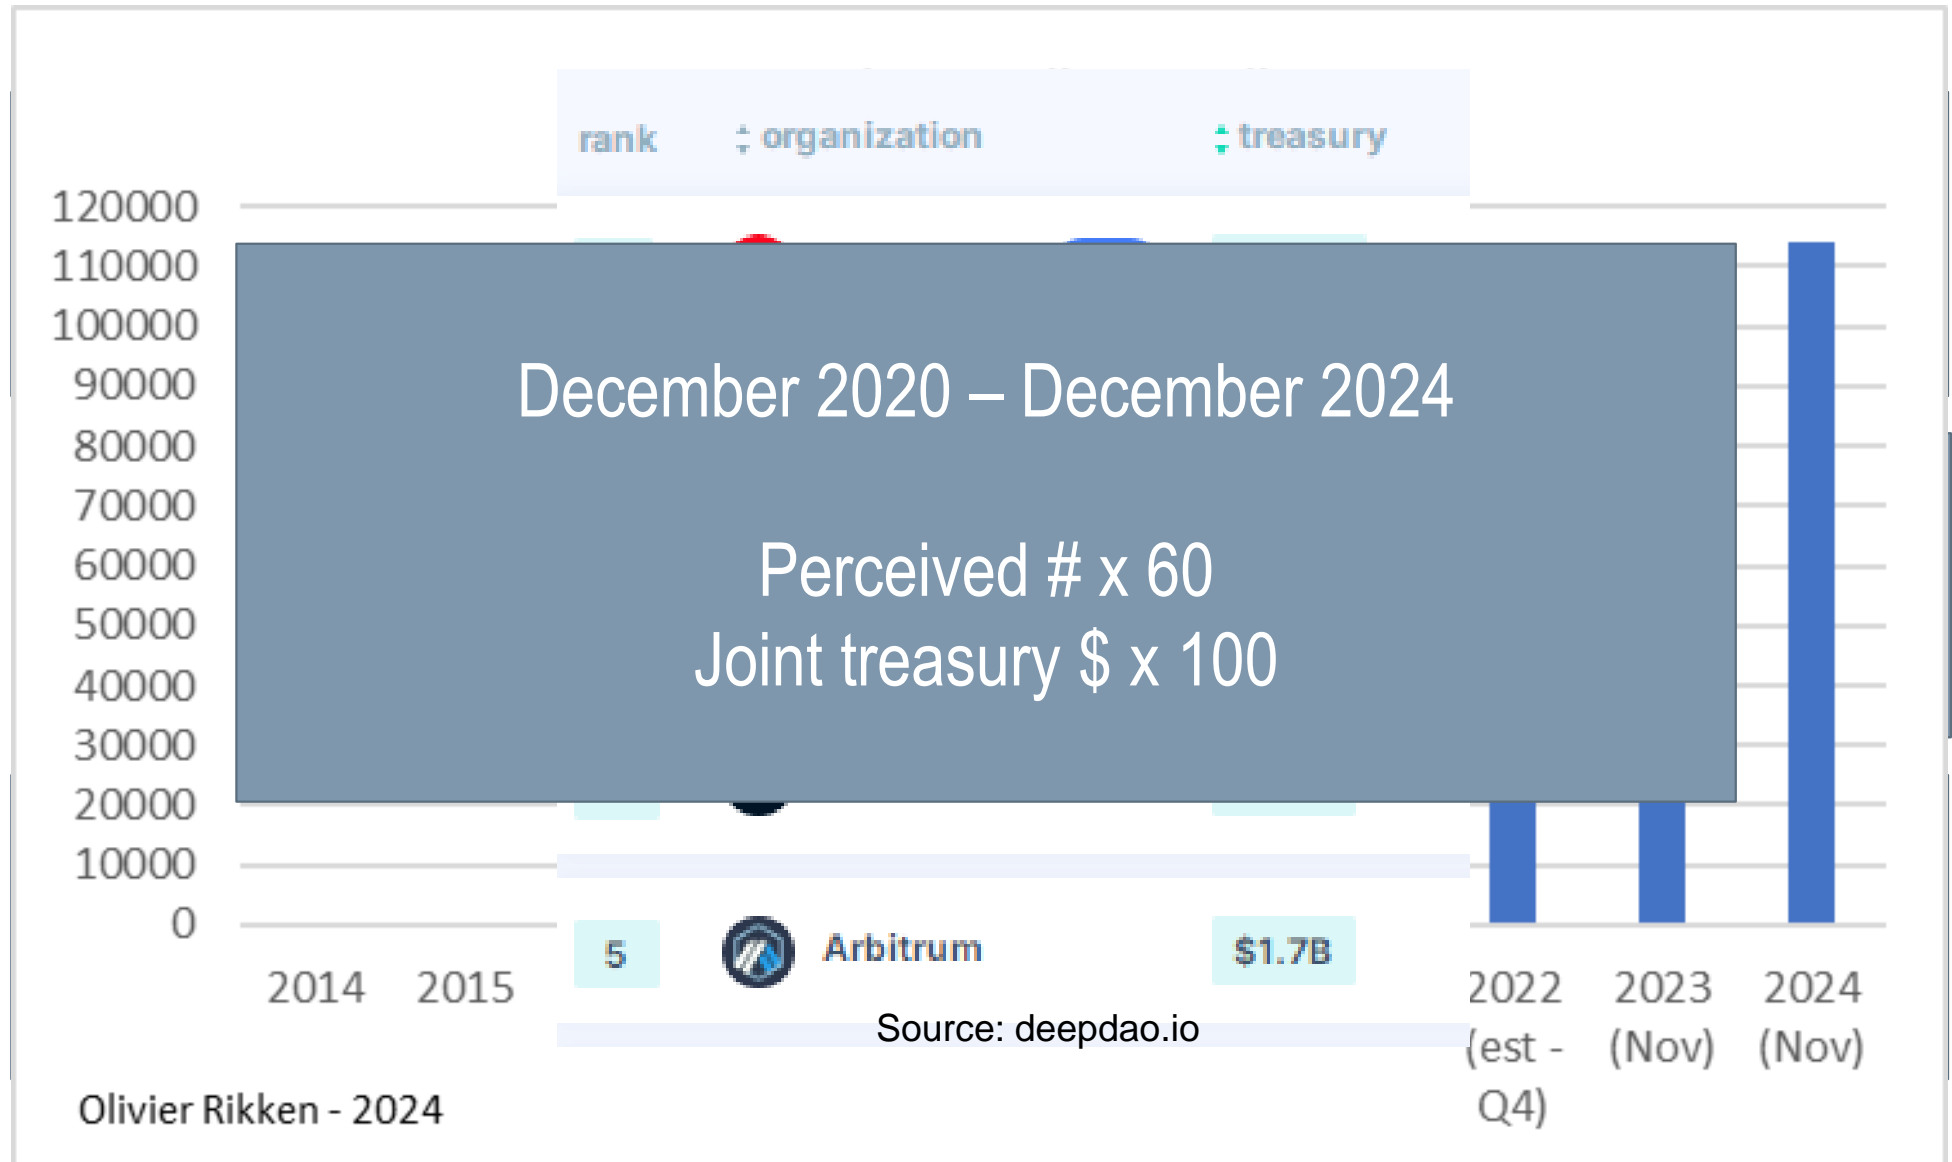 rank organization treasury
120000
110000
100000
90000
80000
70000
60000
50000
40000
30000
20000
10000
0
December 2020 – December 2024
Perceived # x 60
Joint treasury $ x 100
5 Arbitrum $1.7B
2014 2015 2022 2023 2024
(est - (Nov) (Nov)
Q4)
Source: deepdao.io
Olivier Rikken - 2024